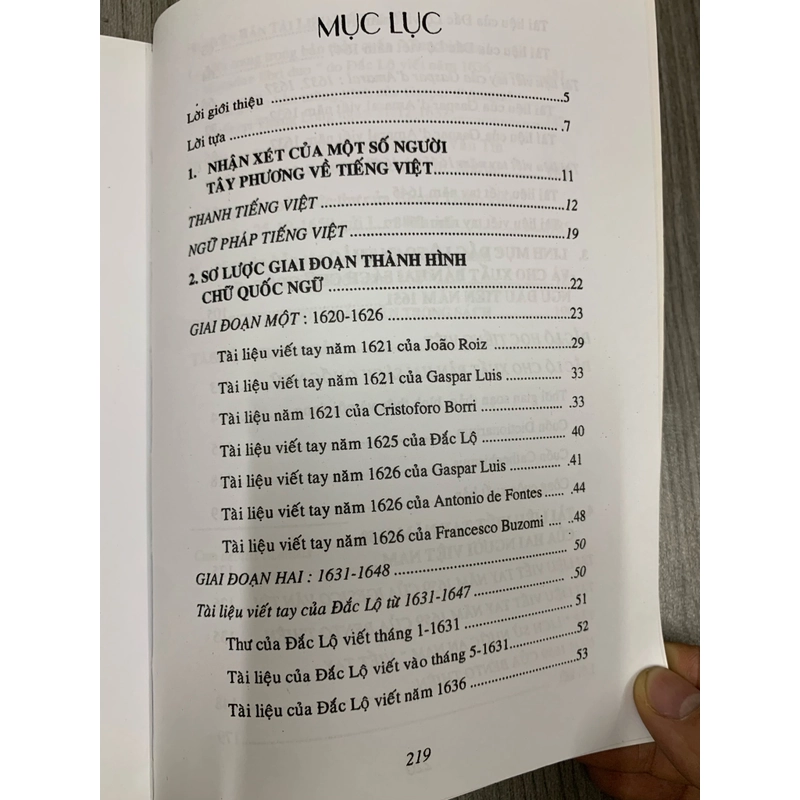 MỤC LỤC
Lời giới thiệu ..........................................................5
Lời tựa .................................................................7
1. NHẬN XÉT CỦA MỘT SỐ NGƯỜI
TÂY PHƯƠNG VỀ TIẾNG VIỆT......................11
THANH TIẾNG VIỆT .......................................... 12
NGỮ PHÁP TIẾNG VIỆT ...................................... 19
2. SƠ LƯỢC GIAI ĐOẠN THÀNH HÌNH
CHỮ QUỐC NGỮ ..........................................22
GIAI ĐOẠN MỘT : 1620-1626 ..............................23
Tài liệu viết tay năm 1621 của João Roiz ..............29
Tài liệu viết tay năm 1621 của Gaspar Luis ......... 33
Tài liệu năm 1621 của Cristoforo Borri ................33
Tài liệu viết tay năm 1625 của Đắc Lộ ................ 40
Tài liệu viết tay năm 1626 của Gaspar Luis ..........41
Tài liệu viết tay năm 1626 của Antonio de Fontes ......44
Tài liệu viết tay năm 1626 của Francesco Buzomi .... ..48
GIAI ĐOẠN HAI : 1631-1648 ............................... 50
Tài liệu viết tay của Đắc Lộ từ 1631-1647 ................50
Thư của Đắc Lộ viết tháng 1-1631 .................... 51
Tài liệu của Đắc Lộ viết vào tháng 5-1631............52
Tài liệu của Đắc Lộ viết năm 1636 ................... 53
219